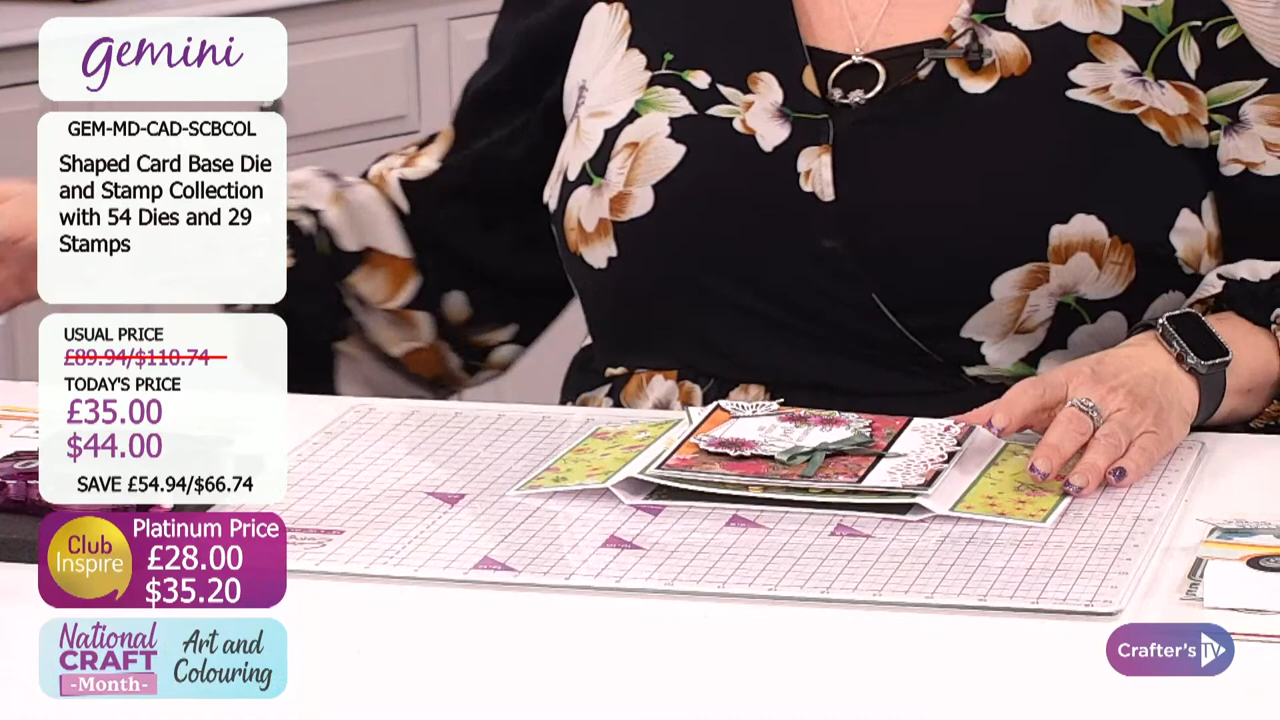 gemini
GEM-MD-CAD-SCBCOL
Shaped Card Base Die
and Stamp Collection
with 54 Dies and 29
Stamps
USUAL PRICE
£89.94/$110.74
TODAY'S PRICE
£35.00
$44.00
SAVE £54.94/$66.74
Club
Inspire
Platinum Price
£28.00
$35.20
National
CRAFT
-Month-
Art and
Colouring
Crafter's TV